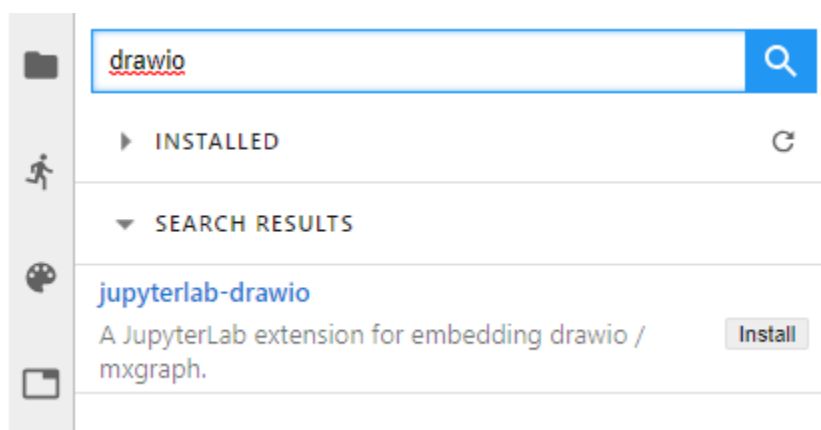 drawio
INSTALLED
SEARCH RESULTS
jupyterlab-drawio
A JupyterLab extension for embedding drawio /
mxgraph.
Install